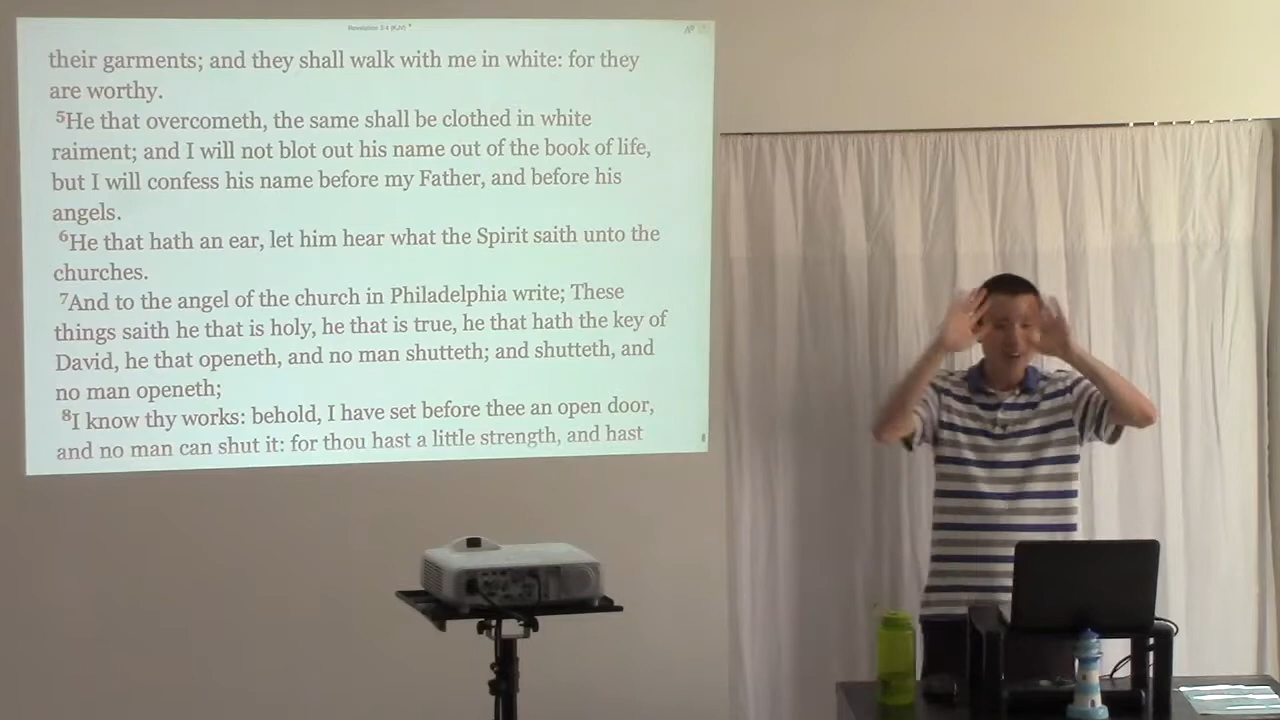 Revelation 3:4 (KJV)
their garments; and they shall walk with me in white: for they
are worthy.
5He that overcometh, the same shall be clothed in white
raiment; and I will not blot out his name out of the book of life,
but I will confess his name before my Father, and before his
angels.
6He that hath an ear, let him hear what the Spirit saith unto the
churches.
7And to the angel of the church in Philadelphia write; These
things saith he that is holy, he that is true, he that hath the key of
David, he that openeth, and no man shutteth; and shutteth, and
no man openeth;
8I know thy works: behold, I have set before thee an open door,
and no man can shut it: for thou hast a little strength, and hast